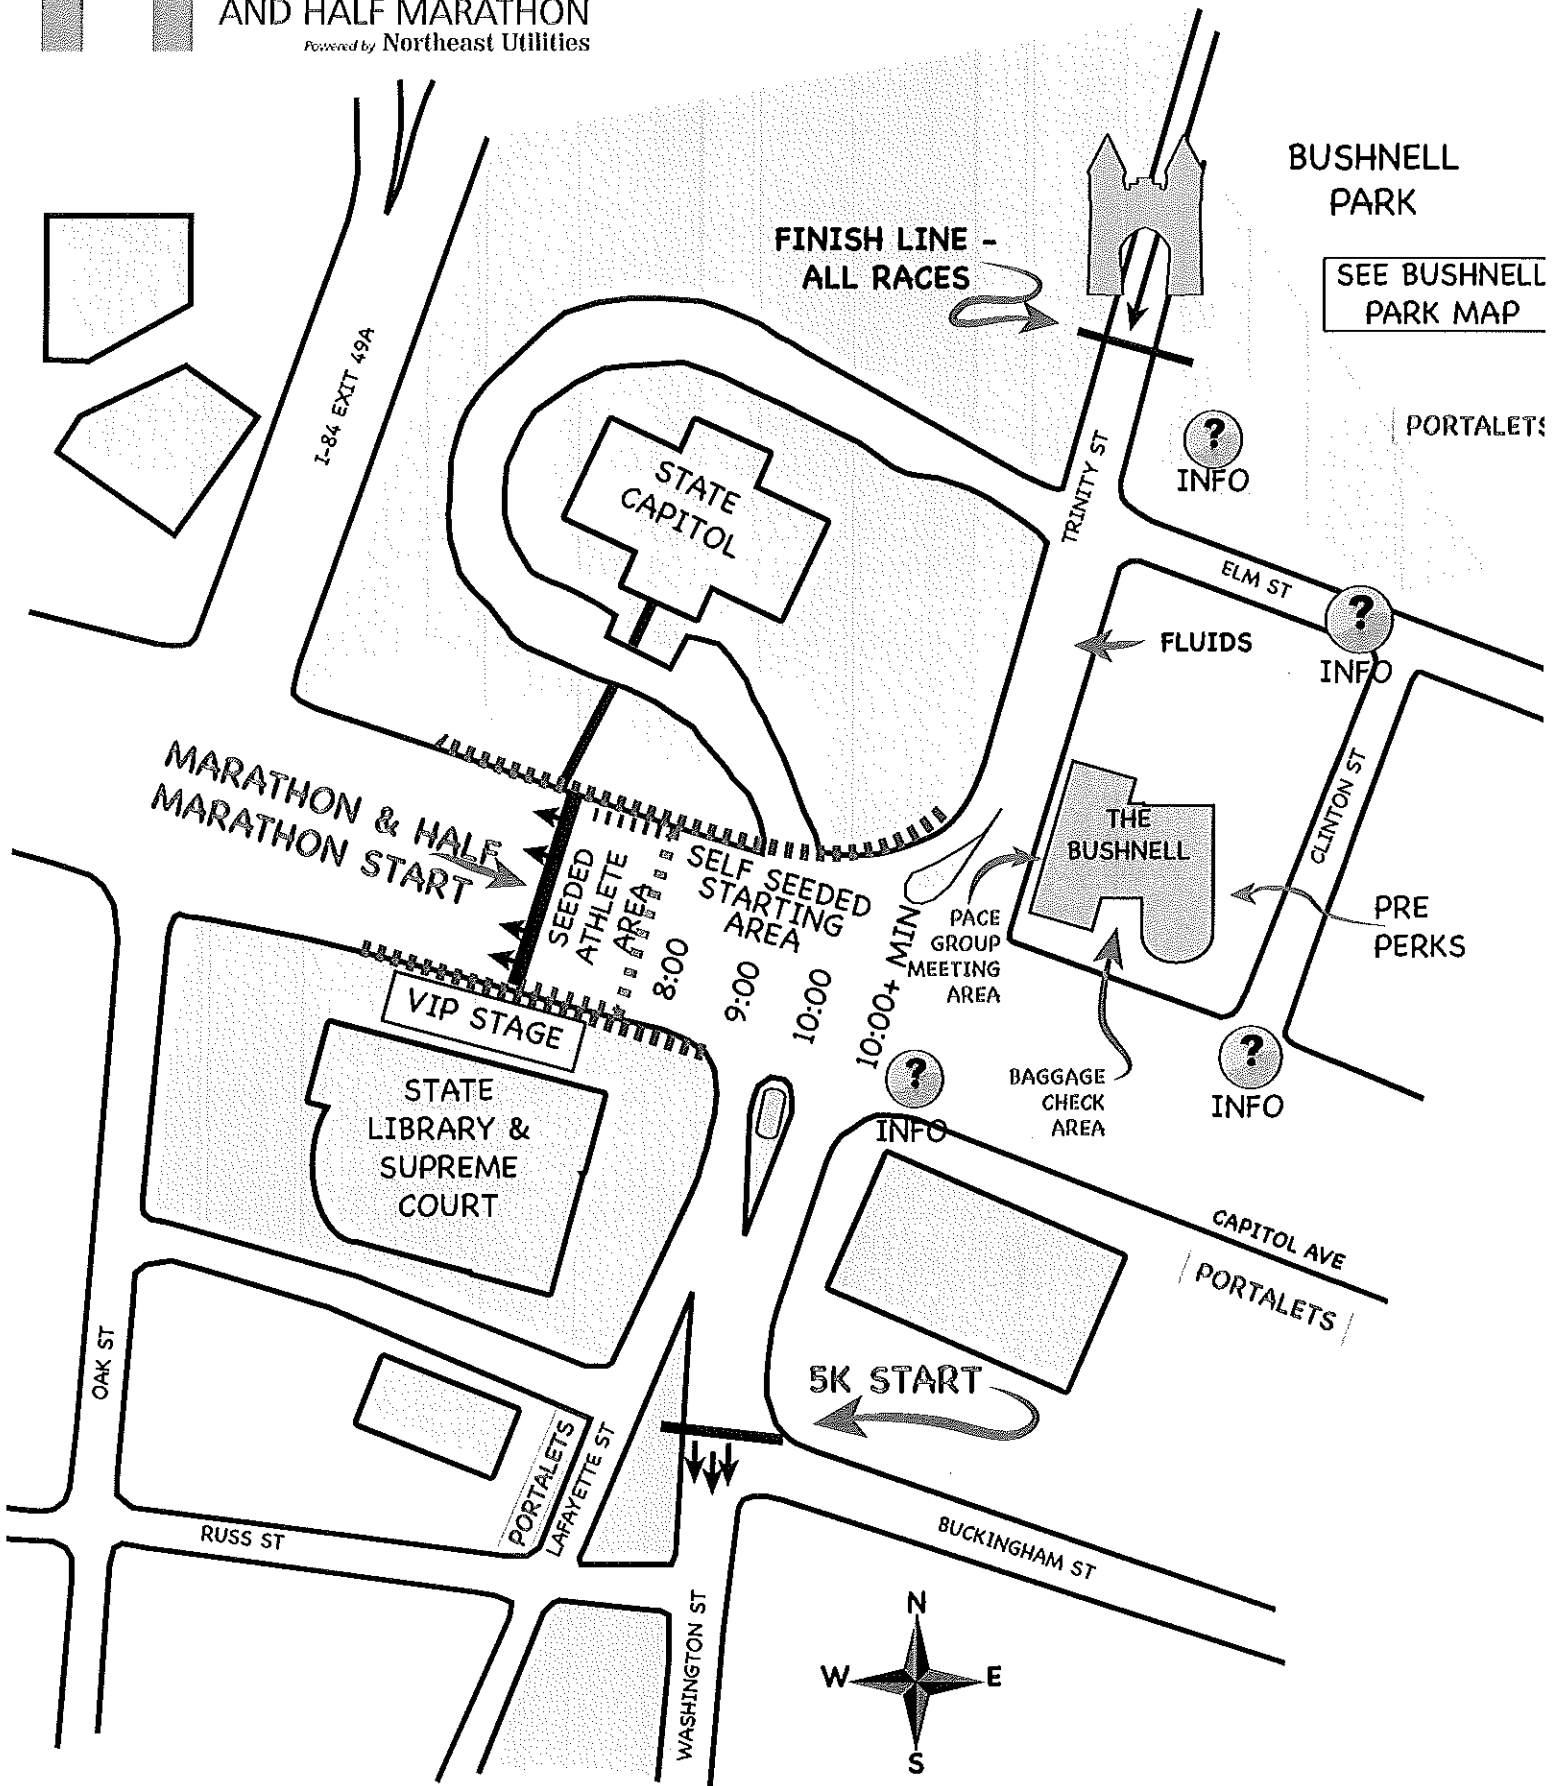 AND HALF MARATHON
Powered by Northeast Utilities
BUSHNELL
PARK
FINISH LINE -
ALL RACES
SEE BUSHNELL
PARK MAP
I-84 EXIT 49A
PORTALETS
?
INFO
STATE
CAPITOL
TRINITY ST
ELM ST
?
INFO
FLUIDS
MARATHON & HALF
MARATHON START
THE
BUSHNELL
CLINTON ST
SEEDED
ATHLETE
AREA
SELF SEEDED
STARTING
AREA
8:00
9:00
10:00
10:00+ MIN
PACE
GROUP
MEETING
AREA
PRE
PERKS
VIP STAGE
STATE
LIBRARY &
SUPREME
COURT
?
INFO
BAGGAGE
CHECK
AREA
?
INFO
CAPITOL AVE
PORTALETS
OAK ST
5K START
PORTALETS
LAFAYETTE ST
RUSS ST
BUCKINGHAM ST
WASHINGTON ST
N
W
E
S